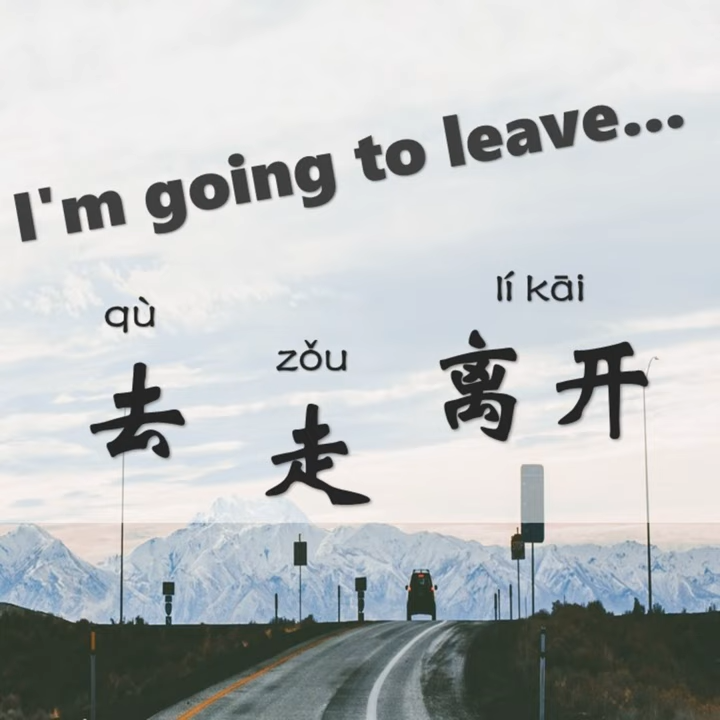 I'm going to leave...
qù zǒu lí kāi
去 走 离 开